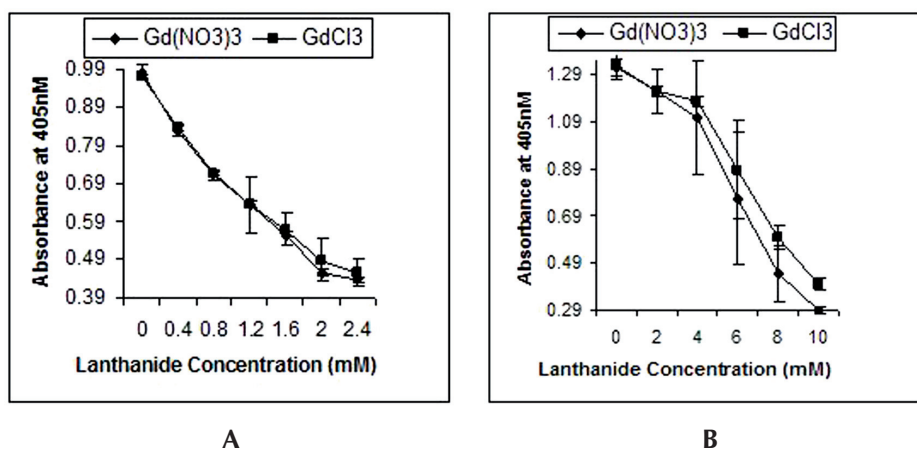 Gd(NO3)3 GdCl3
0.99
0.89
0.79
0.69
0.59
0.49
0.39
Absorbance at 405nM
0 0.4 0.8 1.2 1.6 2 2.4
Lanthanide Concentration (mM)
A
Gd(NO3)3 GdCl3
1.29
1.09
0.89
0.69
0.49
0.29
Absorbance at 405nM
0 2 4 6 8 10
Lanthanide Concentration (mM)
B